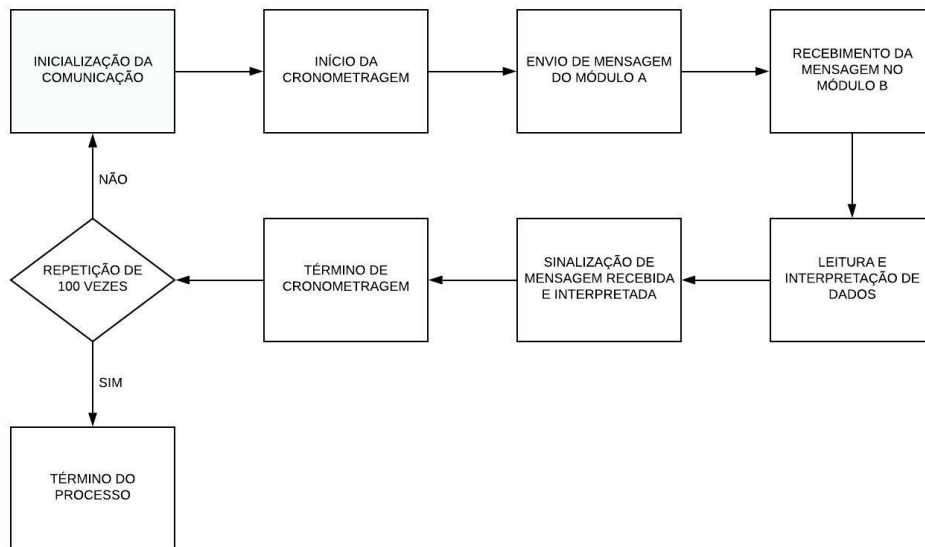 INICIALIZAÇÃO DA
COMUNICAÇÃO
INÍCIO DA
CRONOMETRAGEM
ENVIO DE MENSAGEM
DO MÓDULO A
RECEBIMENTO DA
MENSAGEM NO
MÓDULO B
LEITURA E
INTERPRETAÇÃO DE
DADOS
SINALIZAÇÃO DE
MENSAGEM RECEBIDA
E INTERPRETADA
TÉRMINO DE
CRONOMETRAGEM
REPETIÇÃO DE
100 VEZES
NÃO
SIM
TÉRMINO DO
PROCESSO